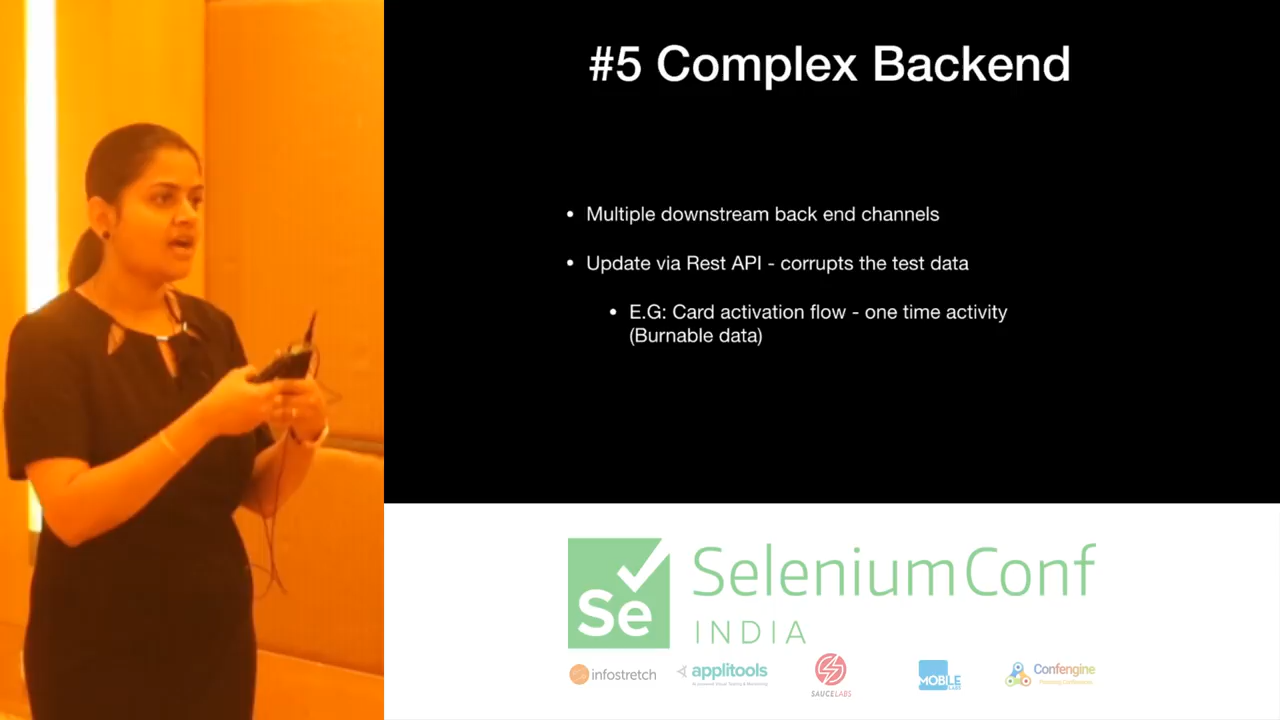 #5 Complex Backend
• Multiple downstream back end channels
• Update via Rest API - corrupts the test data
• E.G: Card activation flow - one time activity
(Burnable data)
Se
SeleniumConf
INDIA
infostretch
applitools
SAUCELABS
MOBILE
LABS
Confengine